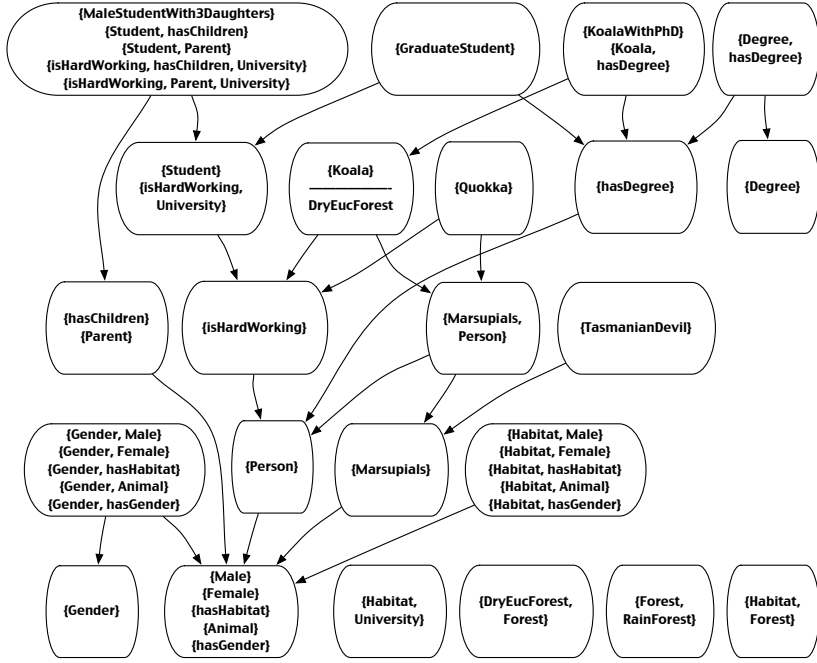 {MaleStudentWith3Daughters}
{Student, hasChildren}
{Student, Parent}
{isHardWorking, hasChildren, University}
{isHardWorking, Parent, University}
{GraduateStudent}
{KoalaWithPhD}
{Koala,
hasDegree}
{Degree,
hasDegree}
{Student}
{isHardWorking,
University}
{Koala}
DryEucForest
{Quokka}
{hasDegree}
{Degree}
{hasChildren}
{Parent}
{isHardWorking}
{Marsupials,
Person}
{TasmanianDevil}
{Gender, Male}
{Gender, Female}
{Gender, hasHabitat}
{Gender, Animal}
{Gender, hasGender}
{Person}
{Marsupials}
{Habitat, Male}
{Habitat, Female}
{Habitat, hasHabitat}
{Habitat, Animal}
{Habitat, hasGender}
{Gender}
{Male}
{Female}
{hasHabitat}
{Animal}
{hasGender}
{Habitat,
University}
{DryEucForest,
Forest}
{Forest,
RainForest}
{Habitat,
Forest}